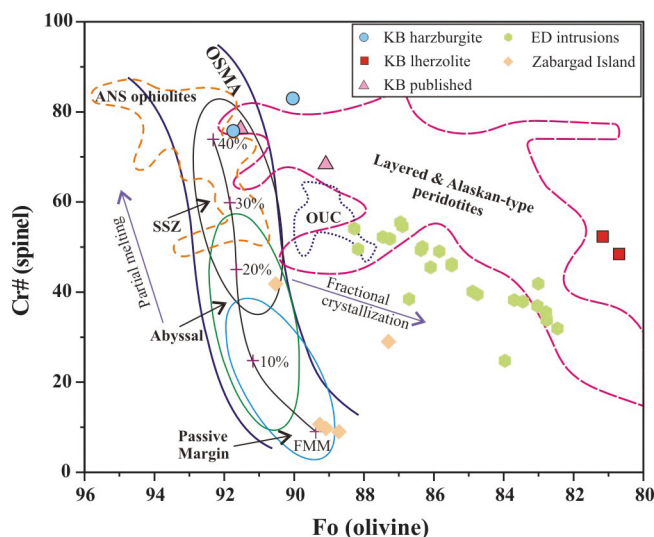 100
80
60
40
20
0
Cr# (spinel)
96
94
92
90
88
86
84
82
80
Fo (olivine)
KB harzburgite
KB lherzolite
KB published
ED intrusions
Zabargad Island
OSMA
ANS ophiolites
40%
30%
20%
10%
FMM
SSZ
Partial melting
Abyssal
Passive
Margin
OUC
Layered & Alaskan-type
peridotites
Fractional
crystallization